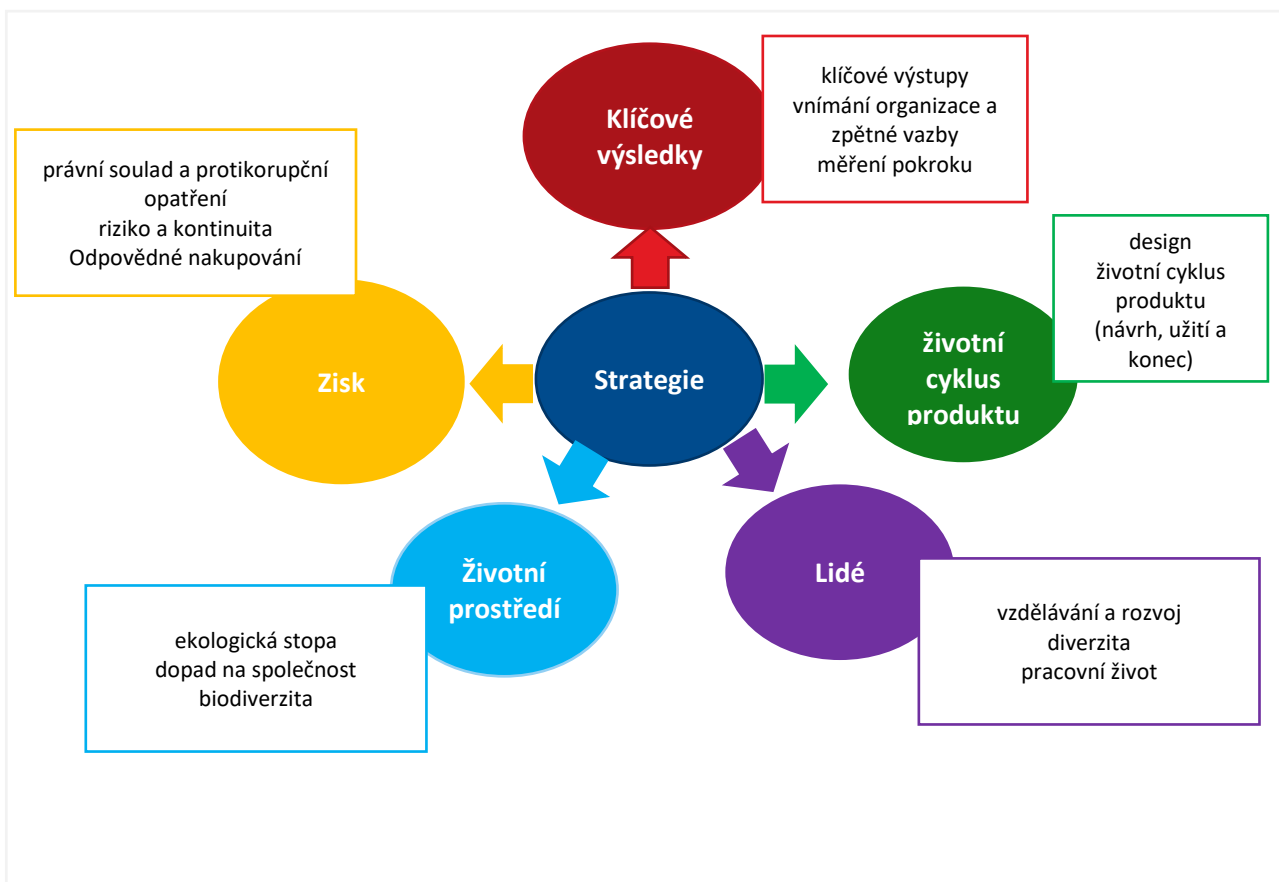 Klíčové
výsledky
klíčové výstupy
vnímání organizace a
zpětné vazby
měření pokroku
právní soulad a protikorupční
opatření
riziko a kontinuita
Odpovědné nakupování
Zisk
Strategie
životní
cyklus
produktu
design
životní cyklus
produktu
(návrh, užití a
konec)
Životní
prostředí
ekologická stopa
dopad na společnost
biodiverzita
Lidé
vzdělávání a rozvoj
diverzita
pracovní život